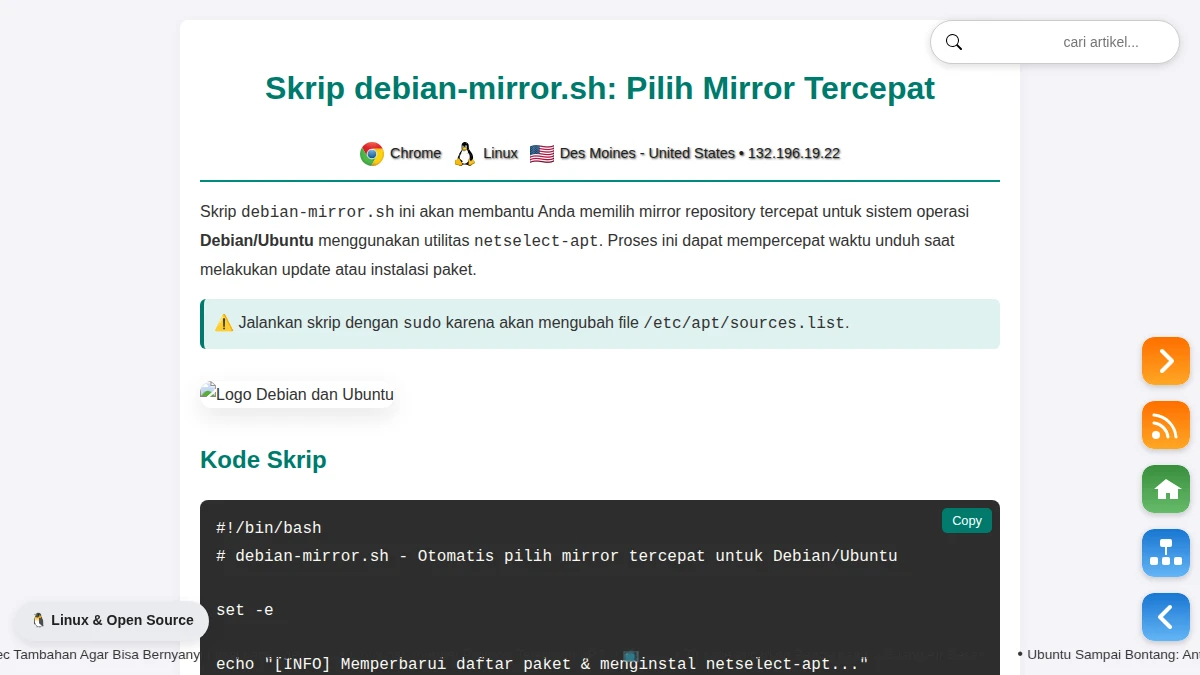 cari artikel...
Skrip debian-mirror.sh: Pilih Mirror Tercepat
Chrome Linux Des Moines - United States • 132.196.19.22
Skrip debian-mirror.sh ini akan membantu Anda memilih mirror repository tercepat untuk sistem operasi
Debian/Ubuntu menggunakan utilitas netselect-apt. Proses ini dapat mempercepat waktu unduh saat
melakukan update atau instalasi paket.
⚠️ Jalankan skrip dengan sudo karena akan mengubah file /etc/apt/sources.list.
Logo Debian dan Ubuntu
Kode Skrip
Copy
#!/bin/bash
# debian-mirror.sh - Otomatis pilih mirror tercepat untuk Debian/Ubuntu
set -e
🐧 Linux & Open Source
echo "[INFO] Memperbarui daftar paket & menginstal netselect-apt..."
Tambahan Agar Bisa Bernyany
• Ubuntu Sampai Bontang: